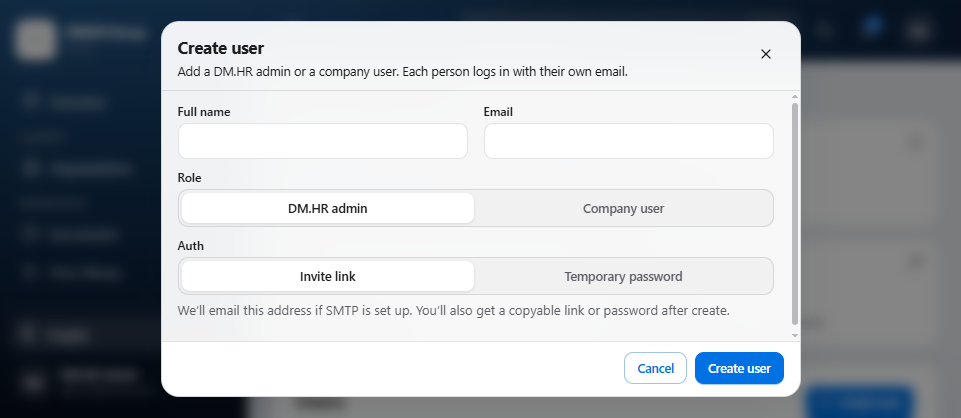 Create user
Add a DM.HR admin or a company user. Each person logs in with their own email.
Full name
Email
Role
DM.HR admin
Company user
Auth
Invite link
Temporary password
We'll email this address if SMTP is set up. You'll also get a copyable link or password after create.
Cancel
Create user